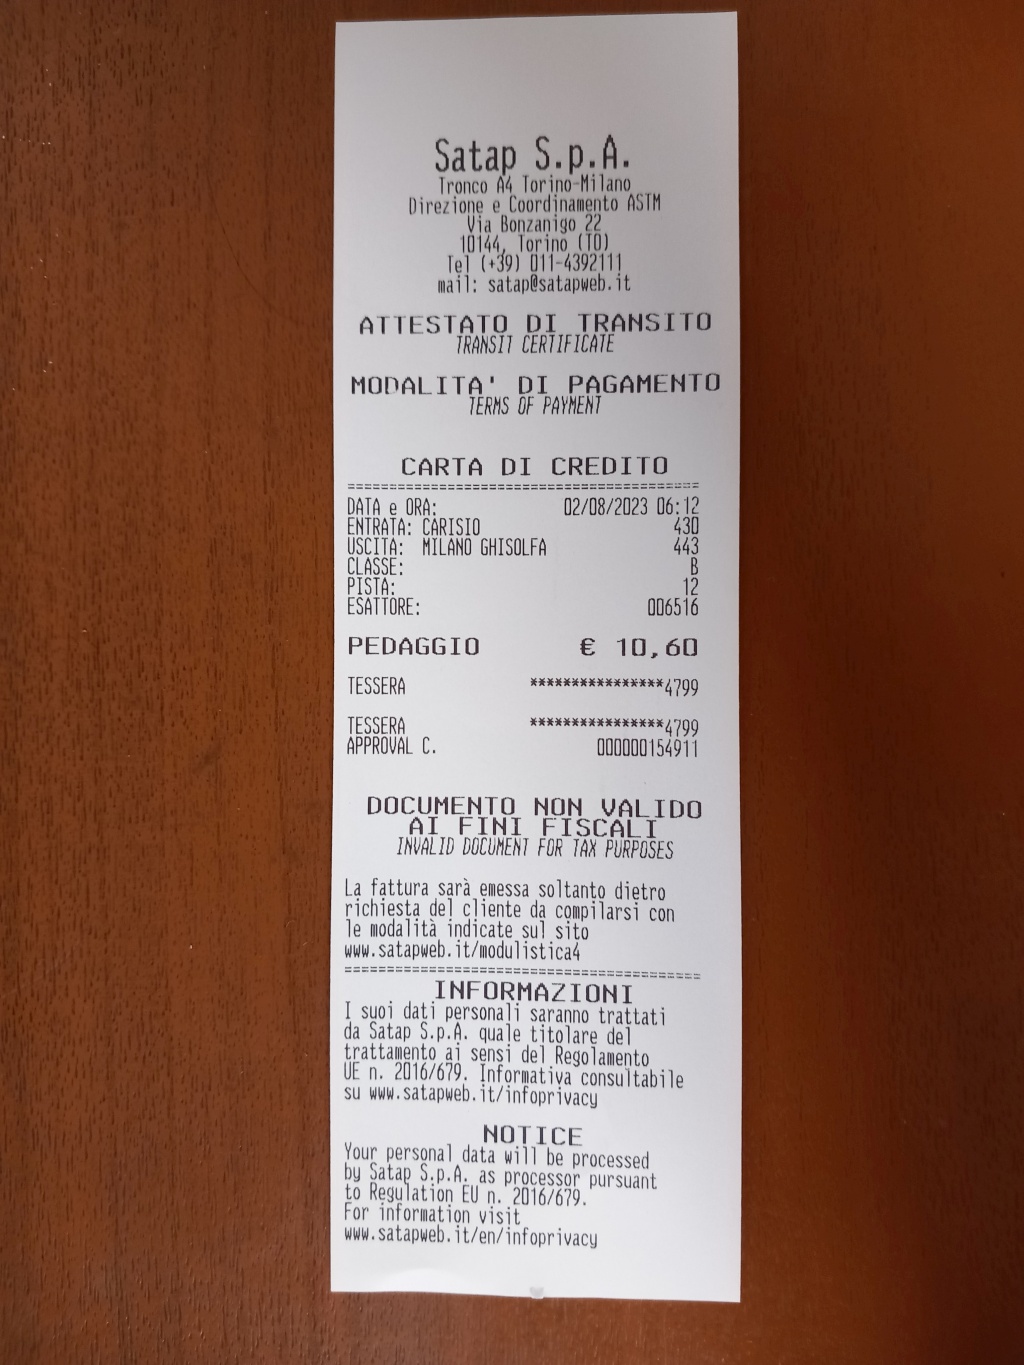 Satap S.p.A.
Tronco A4 Torino-Milano
Direzione e Coordinamento ASTM
Via Bonzanigo 22
10144, Torino (TO)
Tel (+39) 011-4392111
mail: satap@satapweb.it
ATTESTATO DI TRANSITO
TRANSIT CERTIFICATE
MODALITA' DI PAGAMENTO
TERMS OF PAYMENT
CARTA DI CREDITO
==========================================
DATA e ORA: 02/08/2023 06:12
ENTRATA: CARISIO 430
USCITA: MILANO GHISOLFA 443
CLASSE: B
PISTA: 12
ESATTORE: 006516
PEDAGGIO € 10,60
TESSERA ****************4799
TESSERA ****************4799
APPROVAL C. 000000154911
DOCUMENTO NON VALIDO
AI FINI FISCALI
INVALID DOCUMENT FOR TAX PURPOSES
La fattura sarà emessa soltanto dietro
richiesta del cliente da compilarsi con
le modalità indicate sul sito
www.satapweb.it/modulistica4
==========================================
INFORMAZIONI
I suoi dati personali saranno trattati
da Satap S.p.A. quale titolare del
trattamento ai sensi del Regolamento
UE n. 2016/679. Informativa consultabile
su www.satapweb.it/infoprivacy
NOTICE
Your personal data will be processed
by Satap S.p.A. as processor pursuant
to Regulation EU n. 2016/679.
For information visit
www.satapweb.it/en/infoprivacy